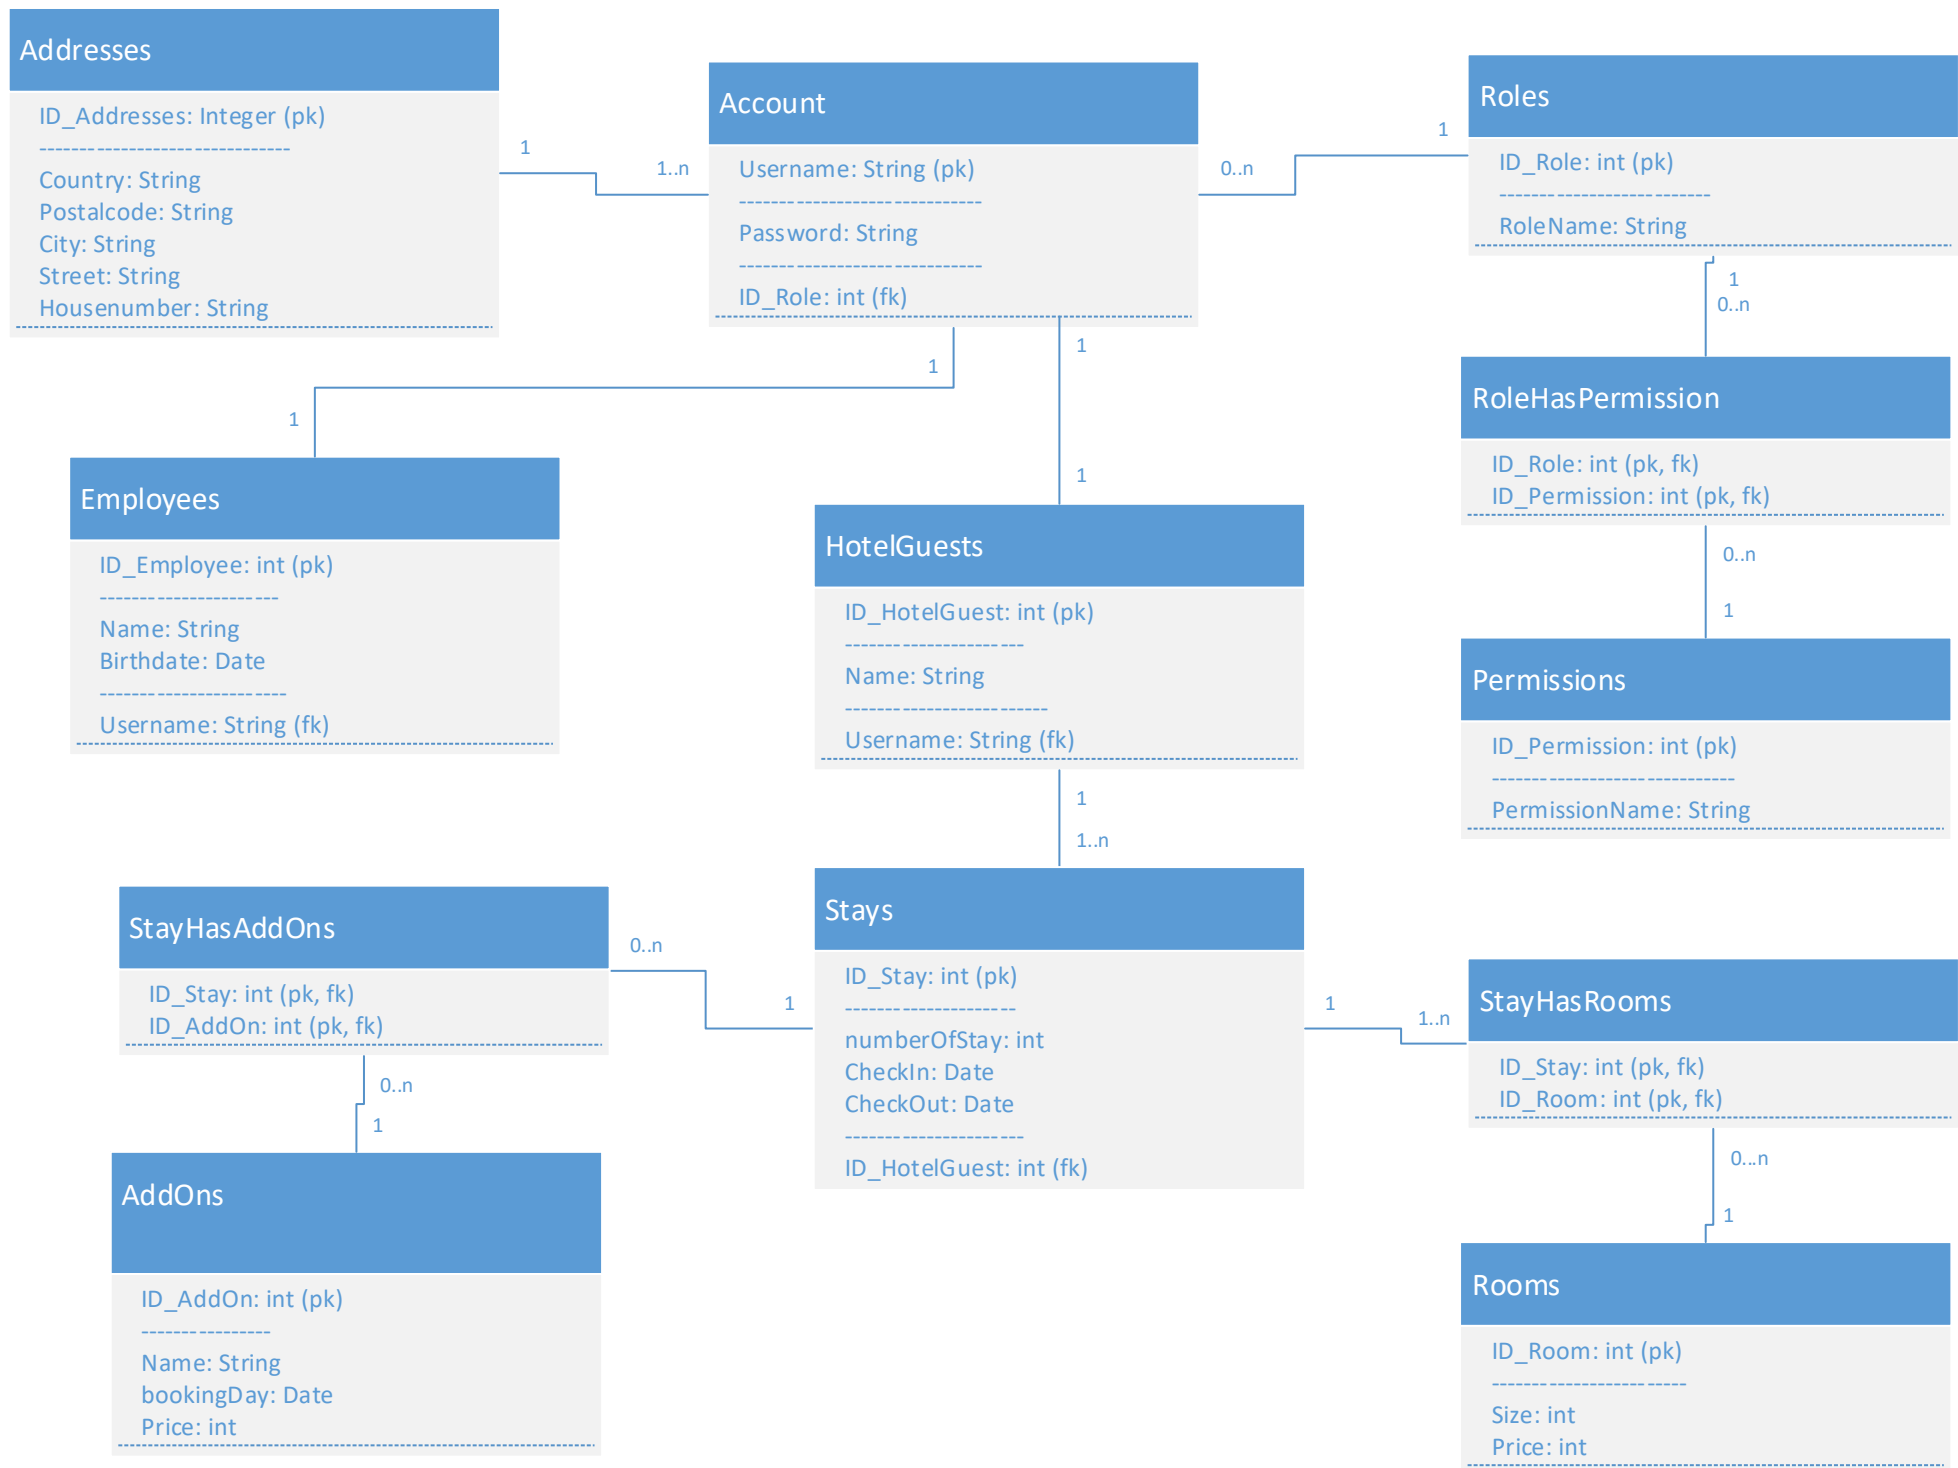 Addresses
ID_Addresses: Integer (pk)
-------------------------------
Country: String
Postalcode: String
City: String
Street: String
Housenumber: String
1
1..n
Account
Username: String (pk)
------------------------------
Password: String
------------------------------
ID_Role: int (fk)
0..n
1
Roles
ID_Role: int (pk)
--------------------------
RoleName: String
1
0..n
1
1
1
1
RoleHasPermission
ID_Role: int (pk, fk)
ID_Permission: int (pk, fk)
0..n
1
Employees
ID_Employee: int (pk)
----------------------
Name: String
Birthdate: Date
-----------------------
Username: String (fk)
HotelGuests
ID_HotelGuest: int (pk)
----------------------
Name: String
-------------------------
Username: String (fk)
1
1..n
Permissions
ID_Permission: int (pk)
------------------------------
PermissionName: String
StayHasAddOns
ID_Stay: int (pk, fk)
ID_AddOn: int (pk, fk)
0..n
1
0..n
1
Stays
ID_Stay: int (pk)
---------------------
numberOfStay: int
CheckIn: Date
CheckOut: Date
----------------------
ID_HotelGuest: int (fk)
1
1..n
StayHasRooms
ID_Stay: int (pk, fk)
ID_Room: int (pk, fk)
0...n
1
AddOns
ID_AddOn: int (pk)
----------------
Name: String
bookingDay: Date
Price: int
Rooms
ID_Room: int (pk)
------------------------
Size: int
Price: int